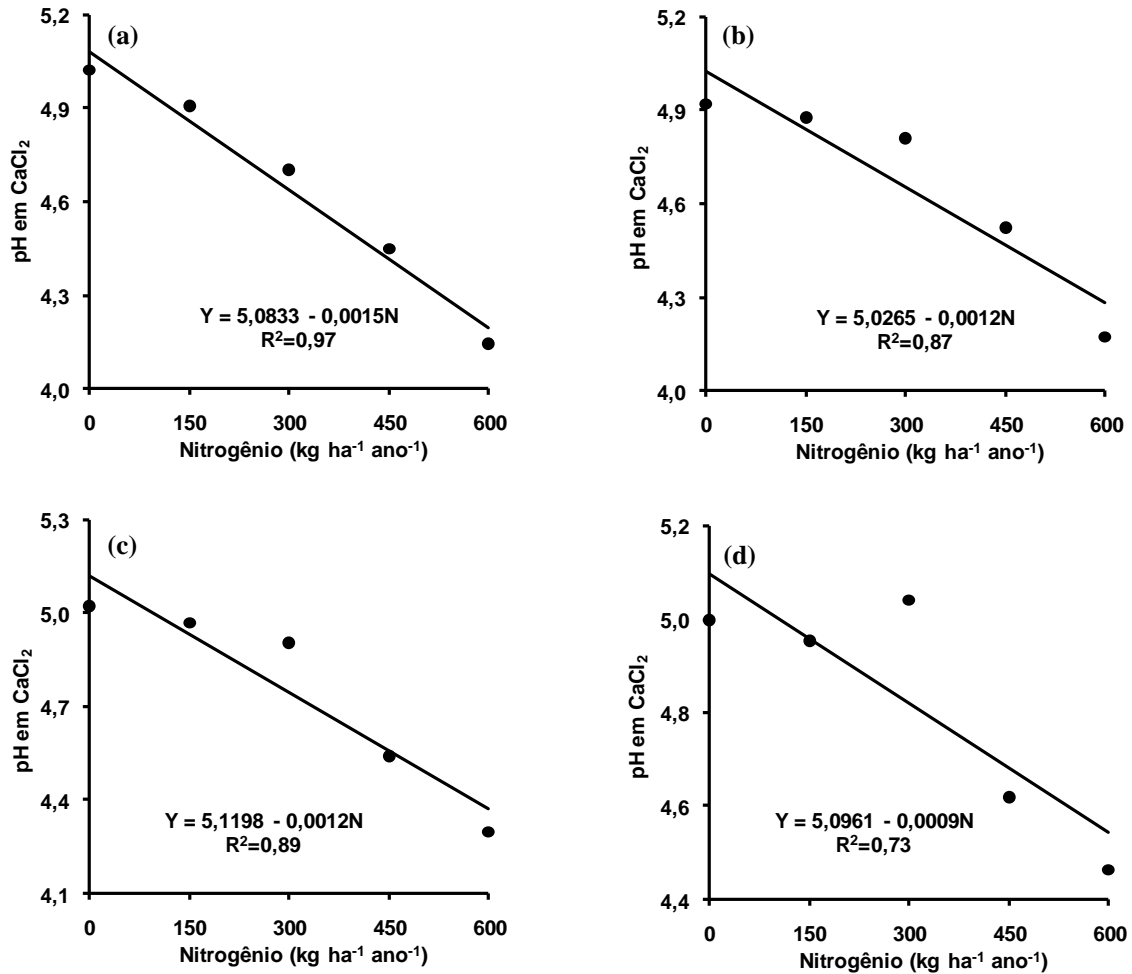 (a)
5,2
4,9
4,6
4,3
4,0
pH em CaCl₂
Y = 5,0833 - 0,0015N
R²=0,97
0 150 300 450 600
Nitrogênio (kg ha⁻¹ ano⁻¹)
(b)
5,2
4,9
4,6
4,3
4,0
pH em CaCl₂
Y = 5,0265 - 0,0012N
R²=0,87
0 150 300 450 600
Nitrogênio (kg ha⁻¹ ano⁻¹)
(c)
5,3
5,0
4,7
4,4
4,1
pH em CaCl₂
Y = 5,1198 - 0,0012N
R²=0,89
0 150 300 450 600
Nitrogênio (kg ha⁻¹ ano⁻¹)
(d)
5,2
5,0
4,8
4,6
4,4
pH em CaCl₂
Y = 5,0961 - 0,0009N
R²=0,73
0 150 300 450 600
Nitrogênio (kg ha⁻¹ ano⁻¹)